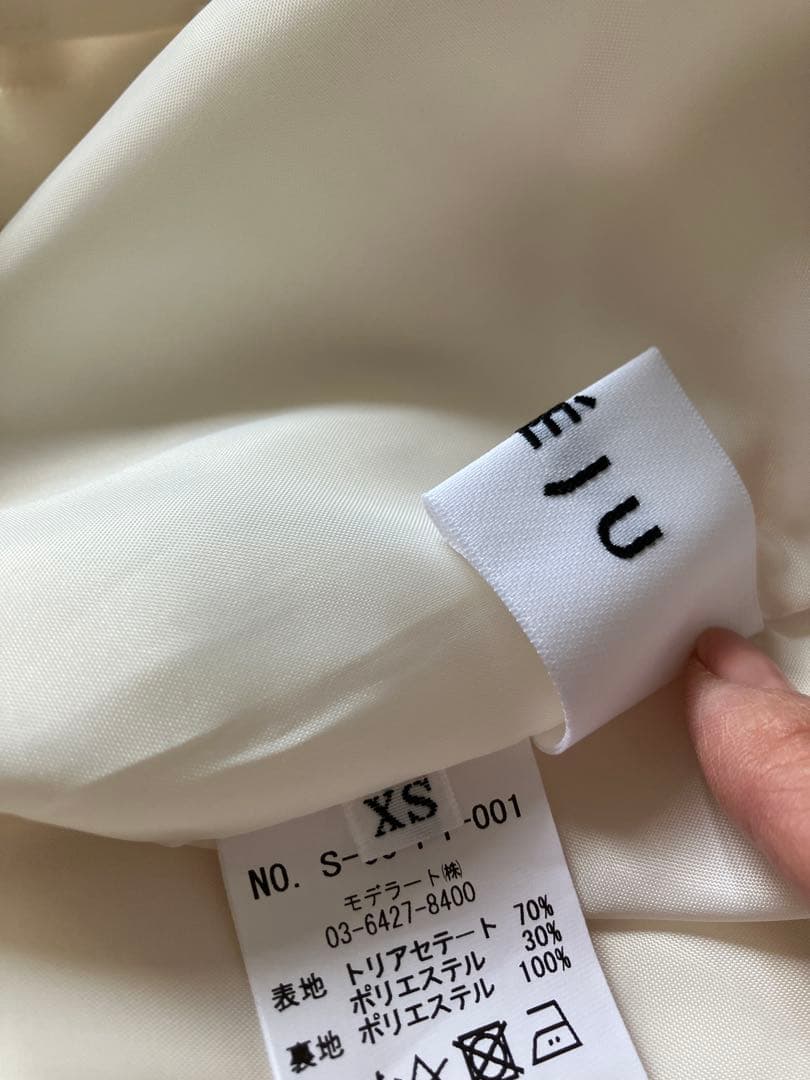 ÉJU
XS
NO. S-
-001
モデラート㈱
03-6427-8400
表地 トリアセテート 70%
ポリエステル 30%
裏地 ポリエステル 100%